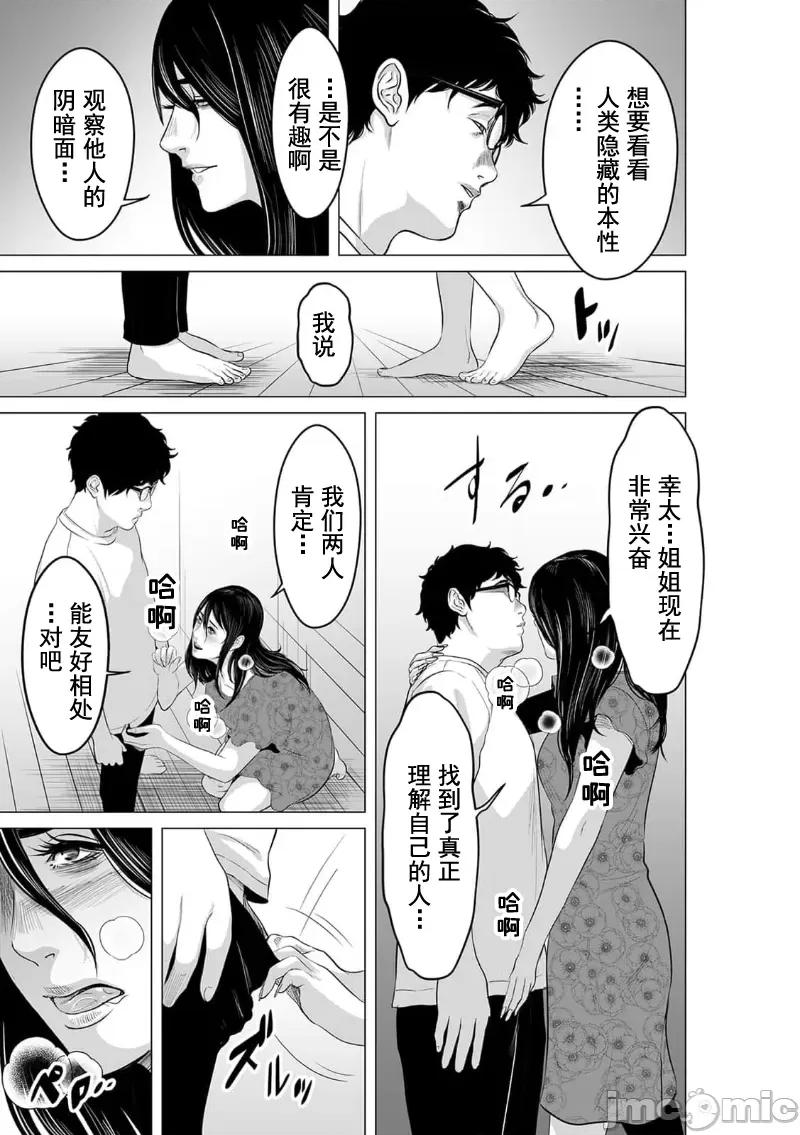 想要看看
人类隐藏的本性
……
…是不是
很有趣啊
观察他人的
阴暗面…
トッ
我说
幸太…姐姐现在
非常兴奋
する‥
哈啊
找到了真正
理解自己的人…
哈啊
哈啊
我们两人
肯定…
哈啊
哈啊
能友好相处
…对吧
哈啊
ズルッ
ペロ‥
jmcomic